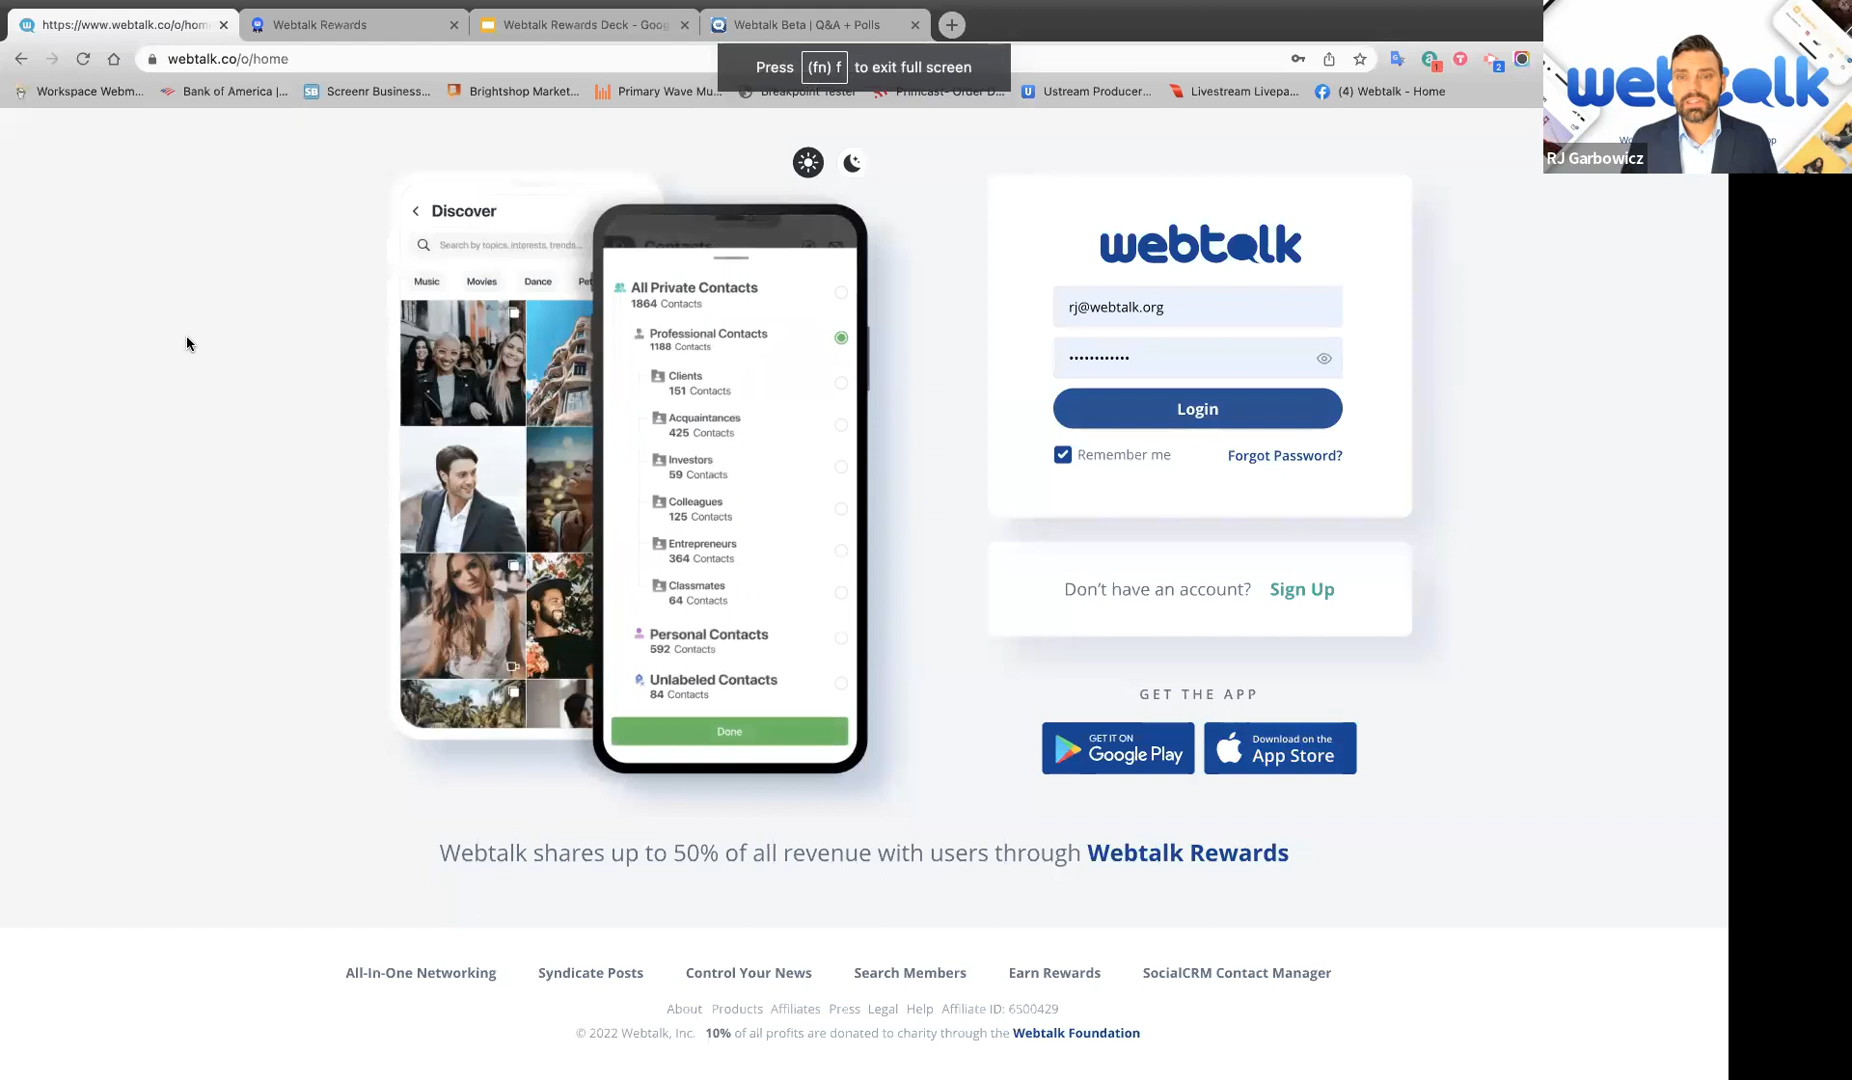 https://www.webtalk.co/o/hom
Webtalk Rewards
Webtalk Rewards Deck - Goog
Webtalk Beta | Q&A + Polls
webtalk.co/o/home
Press (fn) f to exit full screen
Workspace Webm...
Bank of America |...
Screenr Business...
Brightshop Market...
Primary Wave Mu...
Breakpoint Tester
Primcast- Order D...
Ustream Producer...
Livestream Livepa...
(4) Webtalk - Home
webtalk
RJ Garbowicz
Discover
Search by topics, interests, trends...
Music Movies Dance Pet
Contacts
All Private Contacts
1864 Contacts
Professional Contacts
1188 Contacts
Clients
151 Contacts
Acquaintances
425 Contacts
Investors
59 Contacts
Colleagues
125 Contacts
Entrepreneurs
364 Contacts
Classmates
64 Contacts
Personal Contacts
592 Contacts
Unlabeled Contacts
84 Contacts
Done
webtalk
rj@webtalk.org
••••••••••••
Login
Remember me
Forgot Password?
Don't have an account? Sign Up
GET THE APP
GET IT ON
Google Play
Download on the
App Store
Webtalk shares up to 50% of all revenue with users through Webtalk Rewards
All-In-One Networking Syndicate Posts Control Your News Search Members Earn Rewards SocialCRM Contact Manager
About Products Affiliates Press Legal Help Affiliate ID: 6500429
© 2022 Webtalk, Inc. 10% of all profits are donated to charity through the Webtalk Foundation